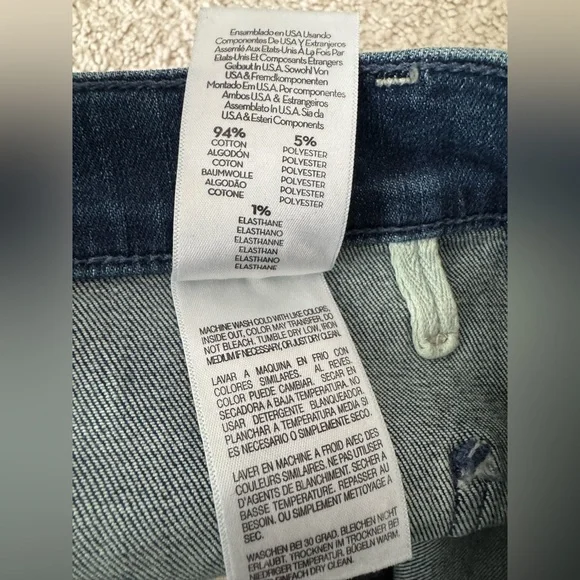 Ensamblado en USA Usando
Componentes De USA Y Extranjeros
Assemlé Aux Etats-Unis À La Fois Par
Etats-Unis Et Composants Etrangers
Gebaut In U.S.A. Sowohl Von
USA & Fremdkomponenten
Montado Em U.S.A. Por Componentes
Ambos U.S.A & Estrangeiros
Assemblato In U.S.A. Sia da
U.S.A & Esteri Components
94%
COTTON
ALGODÓN
COTON
BAUMWOLLE
ALGODÃO
COTONE
5%
POLYESTER
POLYESTER
POLYESTER
POLYESTER
POLYESTER
POLYESTER
1%
ELASTHANE
ELASTHANO
ELASTHANNE
ELASTHAN
ELASTHANO
ELASTHANE
MACHINE WASH COLD WITH LIKE COLORS,
INSIDE OUT, COLOR MAY TRANSFER, DO
NOT BLEACH. TUMBLE DRY LOW, IRON
MEDIUM IF NECESSARY, OR JUST DRY CLEAN.
LAVAR A MAQUINA EN FRIO CON
COLORES SIMILARES. AL REVES,
COLOR PUEDE CAMBIAR. SECAR EN
SECADORA A BAJA TEMPERATURA. NO
USAR DETERGENTE BLANQUEADOR,
PLANCHAR A TEMPERATURA MEDIA SI
ES NECESARIO O SIMPLEMENTE SECO.
LAVER EN MACHINE A FROID AVEC DES
COULEURS SIMILAIRES. NE PAS UTILISER
D'AGENTS DE BLANCHIMENT. SECHER A
BASSE TEMPERATURE. REPASSER AU
BESOIN. OU SIMPLEMENT NETTOYAGE A
SEC.
WASCHEN BEI 30 GRAD. BLEICHEN NICHT
ERLAUBT. TROCKNEN IM TROCKNER BEI
NIEDRIGER TEMPERATUR. BÜGELN WARM.